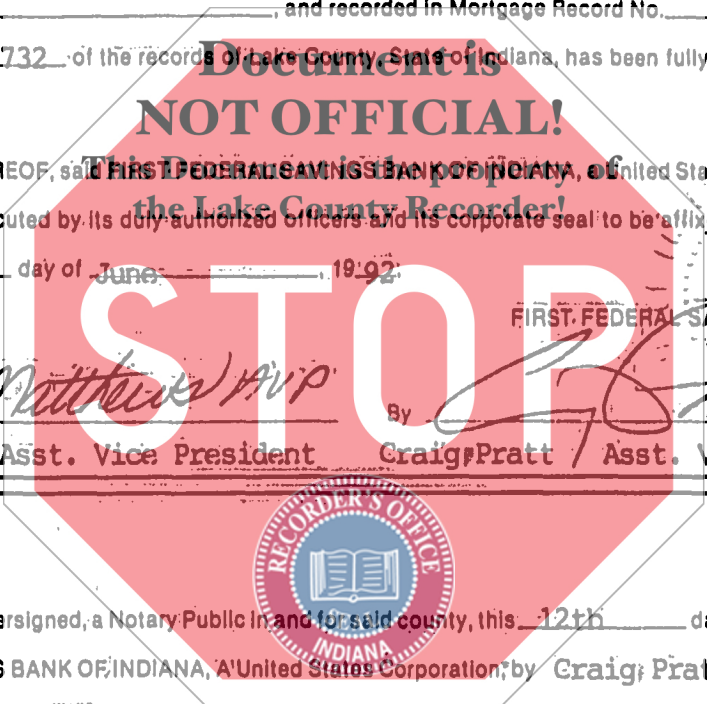 , and recorded in Mortgage Record No.
732 of the records of Lake County, State of Indiana, has been fully
Document is
NOT OFFICIAL!
EOF, said FIRST FEDERAL SAVINGS BANK OF INDIANA, a United Sta
This Document is the property of
the Lake County Recorder!
cuted by its duly authorized officers and its corporate seal to be affix
day of June, 1992
STOP
FIRST FEDERAL SA
Matthews AVP
By
Asst. Vice President Craig Pratt Asst. V
RECORDER'S OFFICE
SEAL
INDIANA
ersigned, a Notary Public in and for said county, this 12th d
S BANK OF INDIANA, A United States Corporation, by Craig Prat